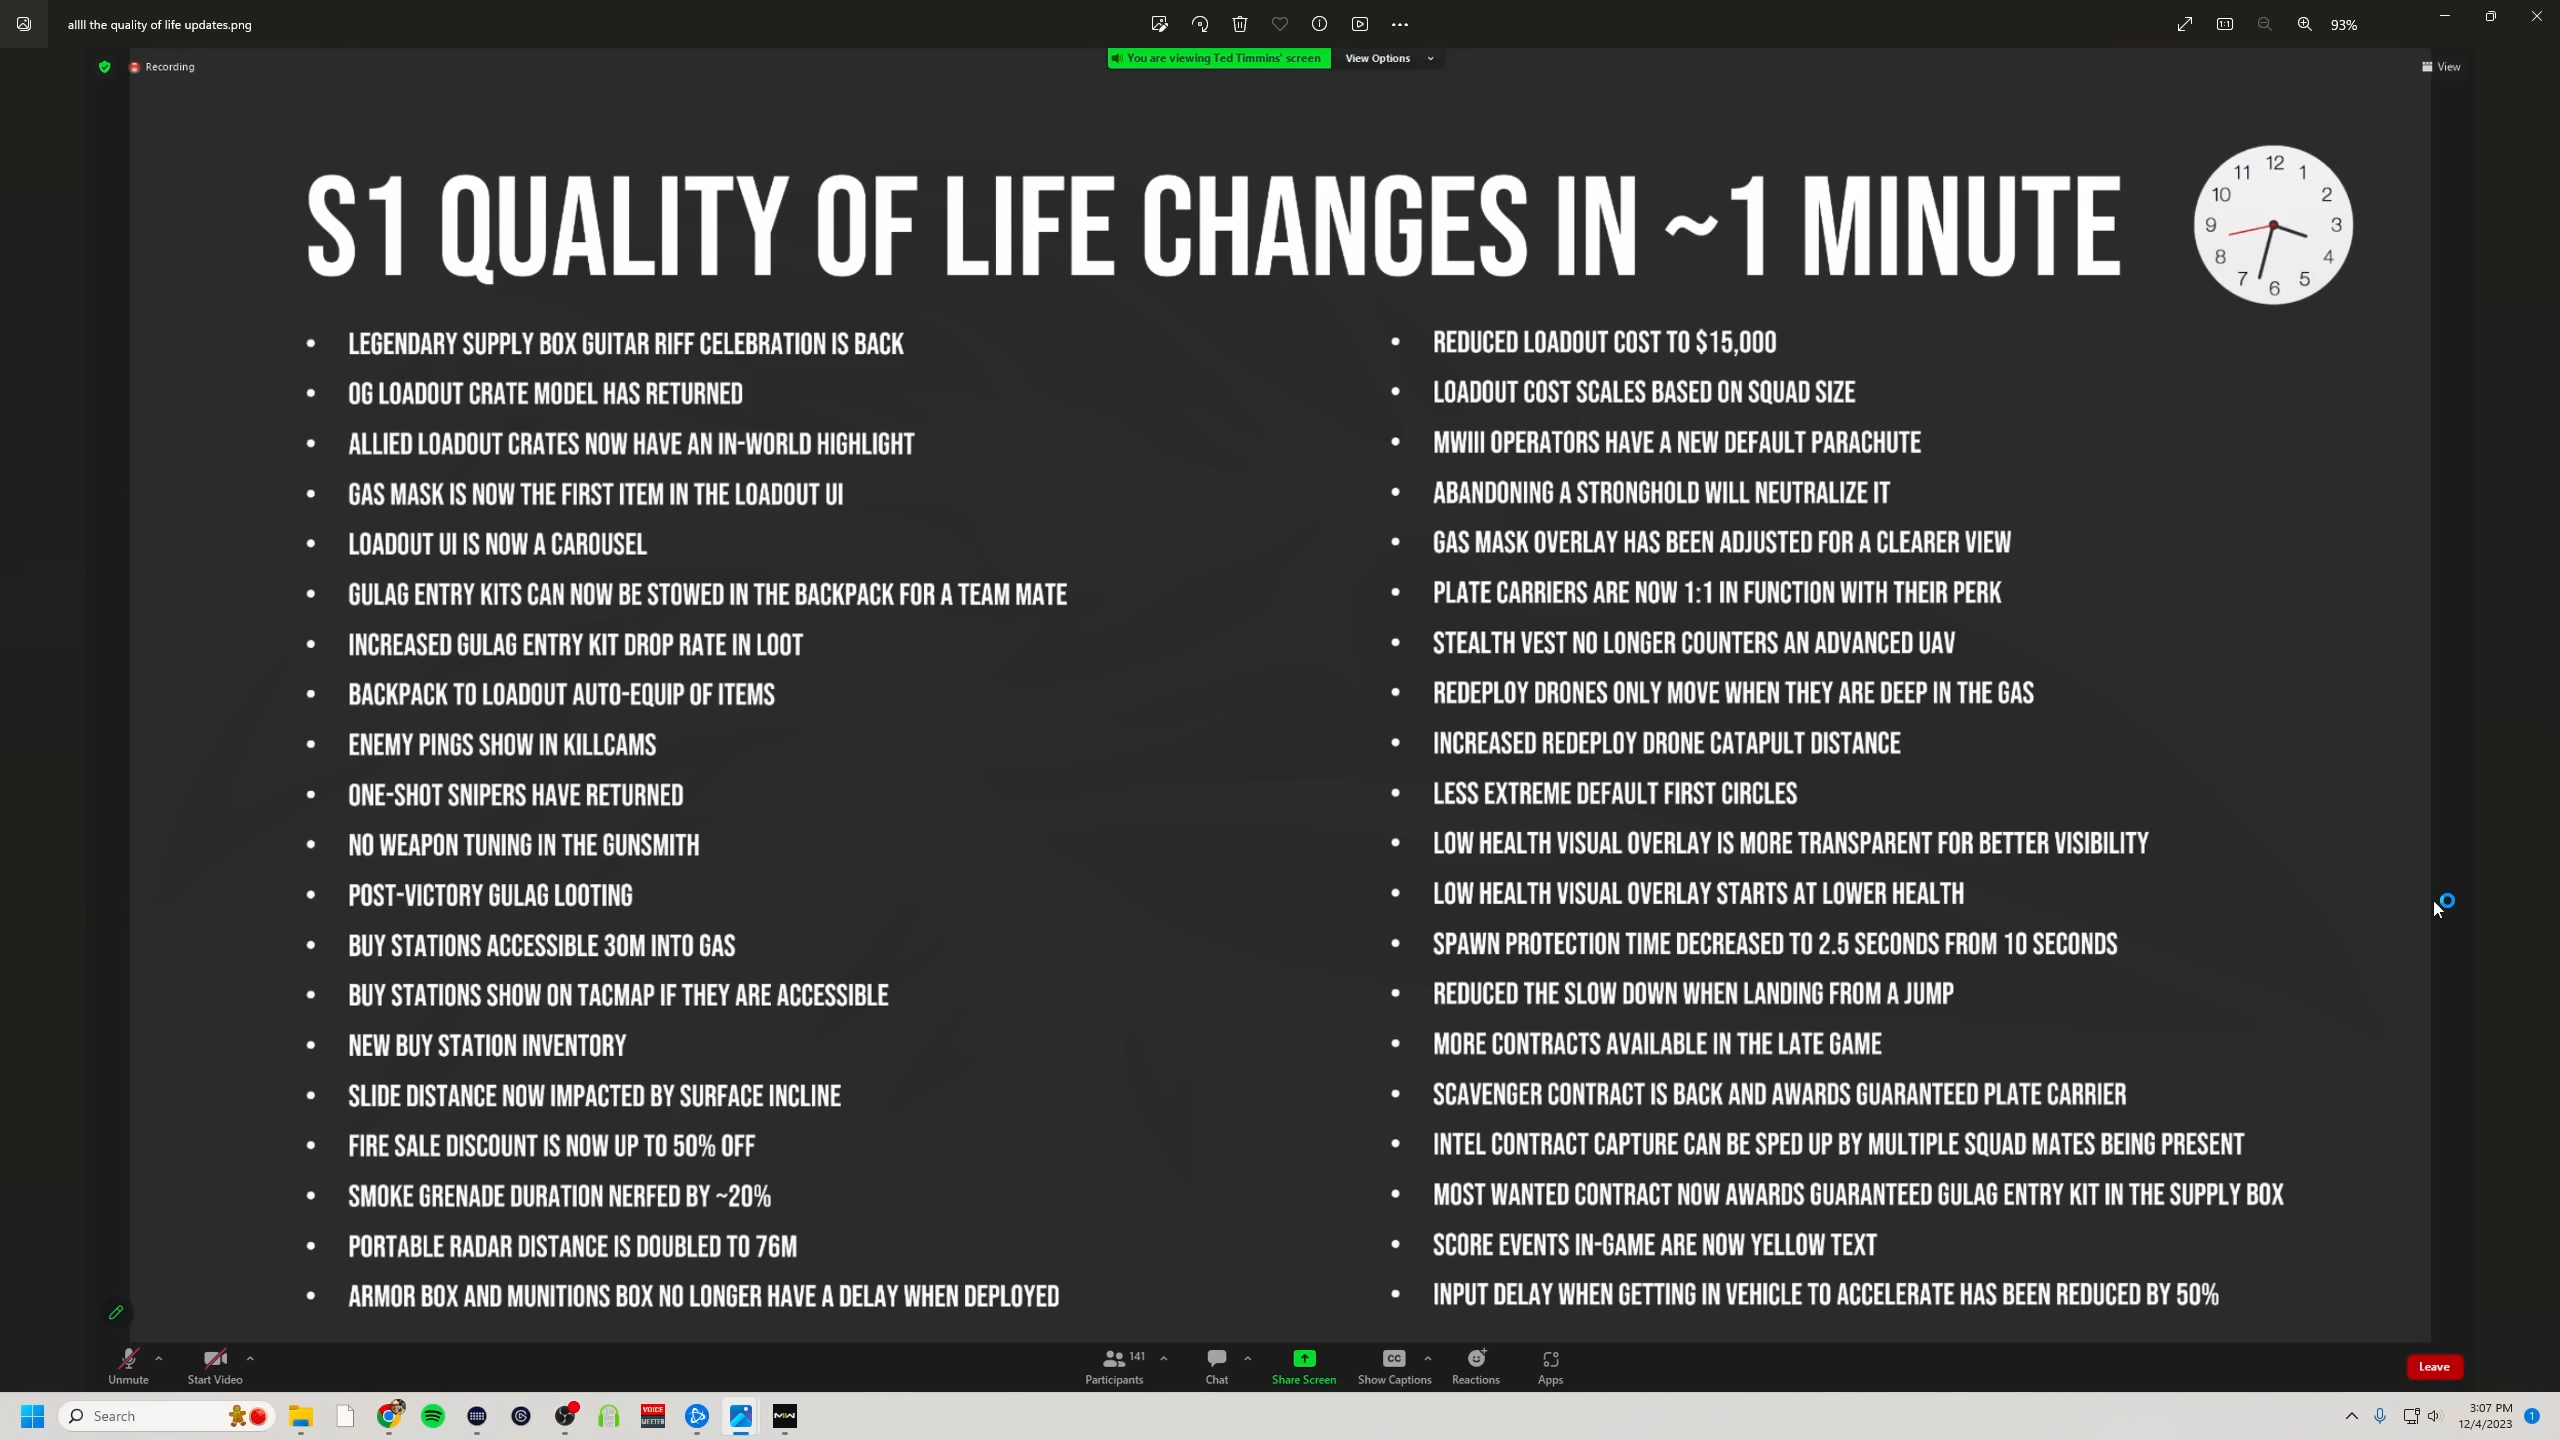 allll the quality of life updates.png
93%
Recording
You are viewing Ted Timmins' screen
View Options
View
S1 QUALITY OF LIFE CHANGES IN ~1 MINUTE
12
1
2
3
4
5
6
7
8
9
10
11
• LEGENDARY SUPPLY BOX GUITAR RIFF CELEBRATION IS BACK
• OG LOADOUT CRATE MODEL HAS RETURNED
• ALLIED LOADOUT CRATES NOW HAVE AN IN-WORLD HIGHLIGHT
• GAS MASK IS NOW THE FIRST ITEM IN THE LOADOUT UI
• LOADOUT UI IS NOW A CAROUSEL
• GULAG ENTRY KITS CAN NOW BE STOWED IN THE BACKPACK FOR A TEAM MATE
• INCREASED GULAG ENTRY KIT DROP RATE IN LOOT
• BACKPACK TO LOADOUT AUTO-EQUIP OF ITEMS
• ENEMY PINGS SHOW IN KILLCAMS
• ONE-SHOT SNIPERS HAVE RETURNED
• NO WEAPON TUNING IN THE GUNSMITH
• POST-VICTORY GULAG LOOTING
• BUY STATIONS ACCESSIBLE 30M INTO GAS
• BUY STATIONS SHOW ON TACMAP IF THEY ARE ACCESSIBLE
• NEW BUY STATION INVENTORY
• SLIDE DISTANCE NOW IMPACTED BY SURFACE INCLINE
• FIRE SALE DISCOUNT IS NOW UP TO 50% OFF
• SMOKE GRENADE DURATION NERFED BY ~20%
• PORTABLE RADAR DISTANCE IS DOUBLED TO 76M
• ARMOR BOX AND MUNITIONS BOX NO LONGER HAVE A DELAY WHEN DEPLOYED
• REDUCED LOADOUT COST TO $15,000
• LOADOUT COST SCALES BASED ON SQUAD SIZE
• MWIII OPERATORS HAVE A NEW DEFAULT PARACHUTE
• ABANDONING A STRONGHOLD WILL NEUTRALIZE IT
• GAS MASK OVERLAY HAS BEEN ADJUSTED FOR A CLEARER VIEW
• PLATE CARRIERS ARE NOW 1:1 IN FUNCTION WITH THEIR PERK
• STEALTH VEST NO LONGER COUNTERS AN ADVANCED UAV
• REDEPLOY DRONES ONLY MOVE WHEN THEY ARE DEEP IN THE GAS
• INCREASED REDEPLOY DRONE CATAPULT DISTANCE
• LESS EXTREME DEFAULT FIRST CIRCLES
• LOW HEALTH VISUAL OVERLAY IS MORE TRANSPARENT FOR BETTER VISIBILITY
• LOW HEALTH VISUAL OVERLAY STARTS AT LOWER HEALTH
• SPAWN PROTECTION TIME DECREASED TO 2.5 SECONDS FROM 10 SECONDS
• REDUCED THE SLOW DOWN WHEN LANDING FROM A JUMP
• MORE CONTRACTS AVAILABLE IN THE LATE GAME
• SCAVENGER CONTRACT IS BACK AND AWARDS GUARANTEED PLATE CARRIER
• INTEL CONTRACT CAPTURE CAN BE SPED UP BY MULTIPLE SQUAD MATES BEING PRESENT
• MOST WANTED CONTRACT NOW AWARDS GUARANTEED GULAG ENTRY KIT IN THE SUPPLY BOX
• SCORE EVENTS IN-GAME ARE NOW YELLOW TEXT
• INPUT DELAY WHEN GETTING IN VEHICLE TO ACCELERATE HAS BEEN REDUCED BY 50%
Unmute
Start Video
141
Participants
Chat
Share Screen
CC
Show Captions
Reactions
Apps
Leave
Search
VOICE
MEETER
MW
3:07 PM
12/4/2023
1